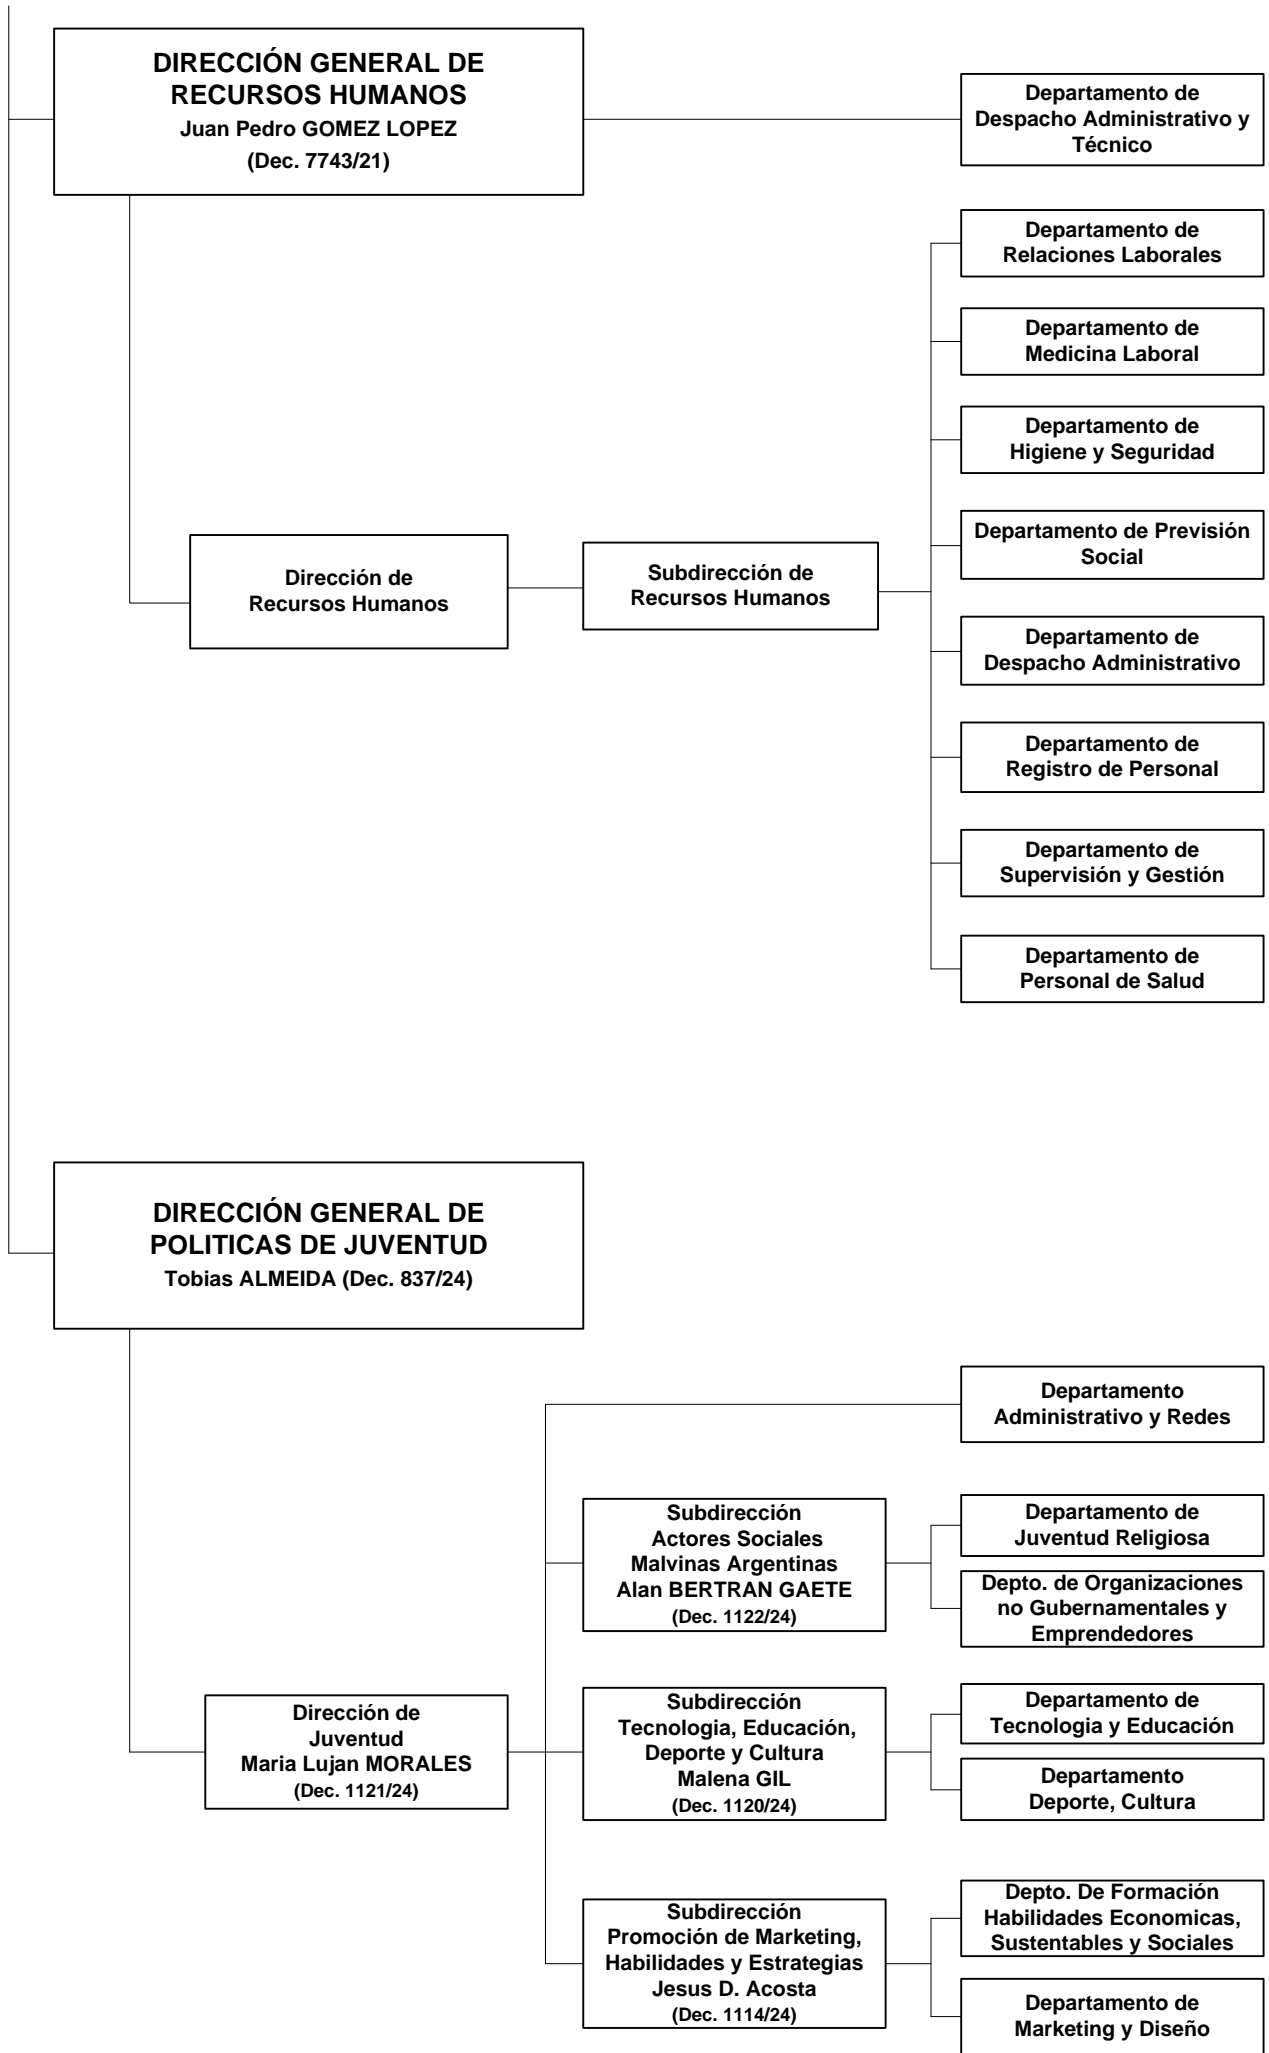 DIRECCIÓN GENERAL DE
RECURSOS HUMANOS
Juan Pedro GOMEZ LOPEZ
(Dec. 7743/21)
Departamento de
Despacho Administrativo y
Técnico
Departamento de
Relaciones Laborales
Departamento de
Medicina Laboral
Departamento de
Higiene y Seguridad
Departamento de Previsión
Social
Dirección de
Recursos Humanos
Subdirección de
Recursos Humanos
Departamento de
Despacho Administrativo
Departamento de
Registro de Personal
Departamento de
Supervisión y Gestión
Departamento de
Personal de Salud
DIRECCIÓN GENERAL DE
POLITICAS DE JUVENTUD
Tobias ALMEIDA (Dec. 837/24)
Departamento
Administrativo y Redes
Subdirección
Actores Sociales
Malvinas Argentinas
Alan BERTRAN GAETE
(Dec. 1122/24)
Departamento de
Juventud Religiosa
Depto. de Organizaciones
no Gubernamentales y
Emprendedores
Dirección de
Juventud
Maria Lujan MORALES
(Dec. 1121/24)
Subdirección
Tecnologia, Educación,
Deporte y Cultura
Malena GIL
(Dec. 1120/24)
Departamento de
Tecnologia y Educación
Departamento
Deporte, Cultura
Subdirección
Promoción de Marketing,
Habilidades y Estrategias
Jesus D. Acosta
(Dec. 1114/24)
Depto. De Formación
Habilidades Economicas,
Sustentables y Sociales
Departamento de
Marketing y Diseño